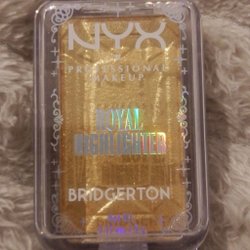 NYX
PROFESSIONAL
MAKEUP
ROYAL
HIGHLIGHTER
BRIDGERTON